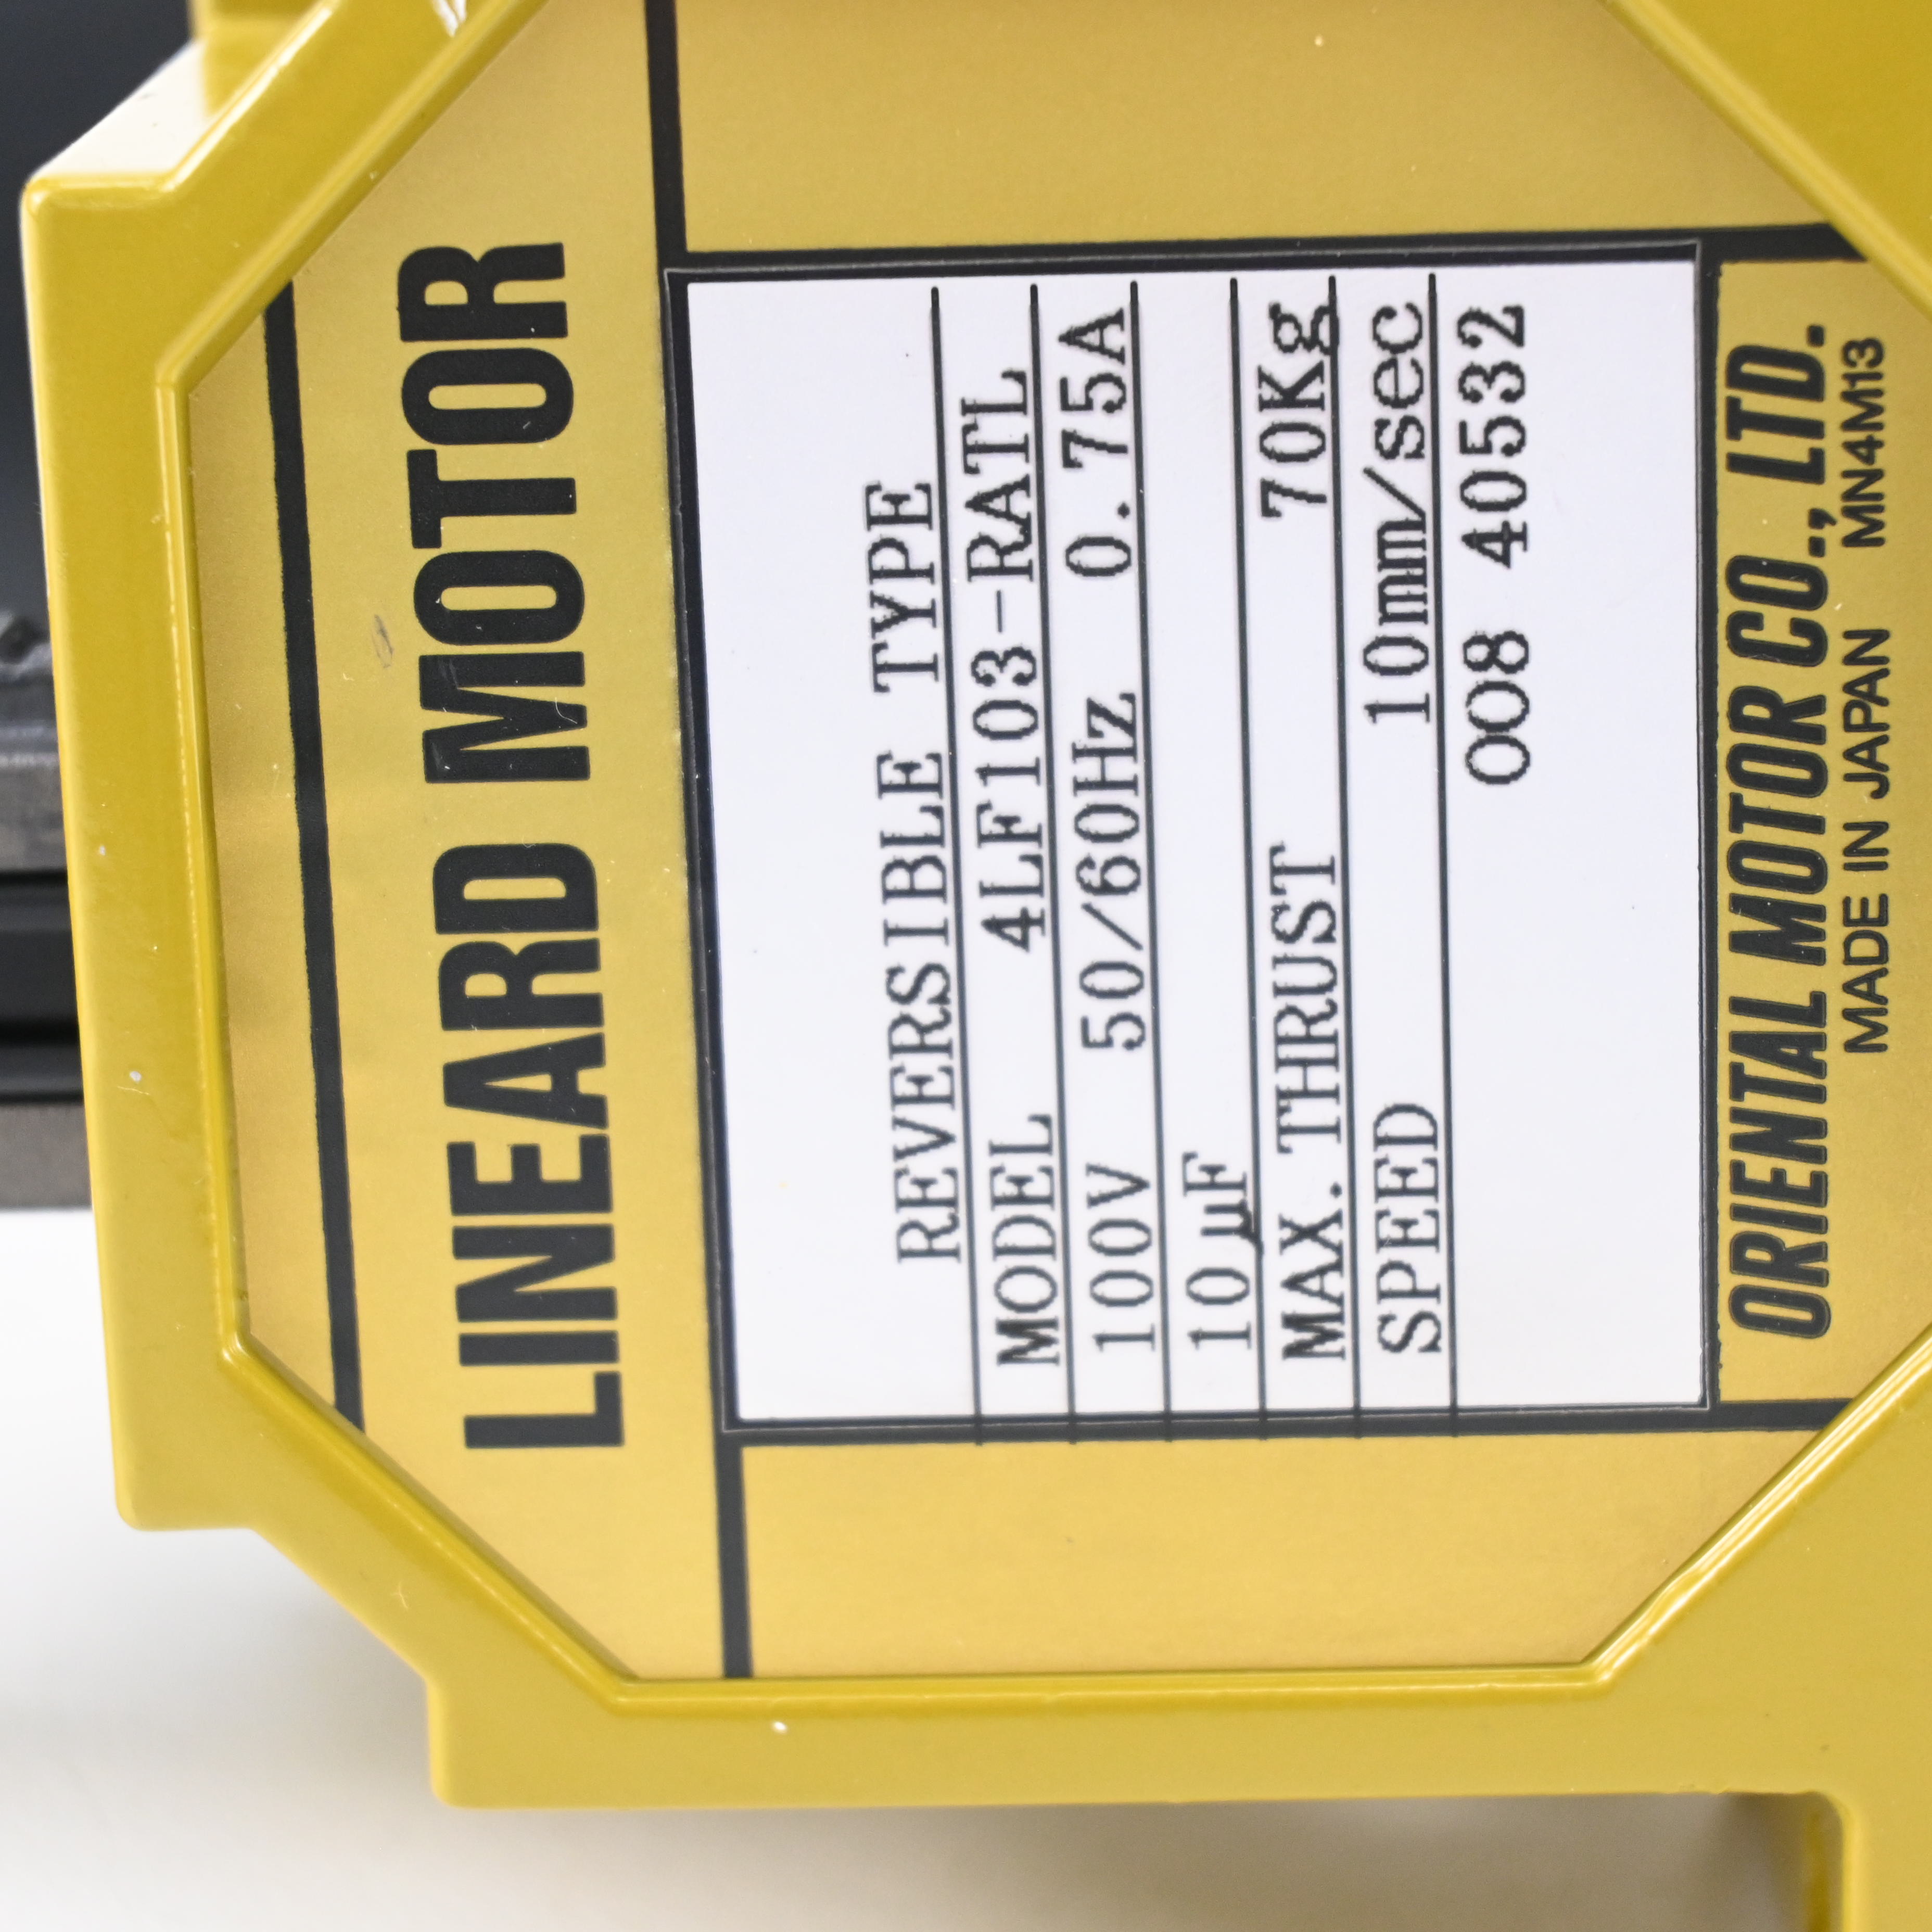 LINEARD MOTOR
REVERSIBLE TYPE
MODEL 4LF103-RATL
100V 50/60Hz 0.75A
10μF
MAX. THRUST 70Kg
SPEED 10mm/sec
008 40532
ORIENTAL MOTOR CO., LTD.
MADE IN JAPAN MN4M13